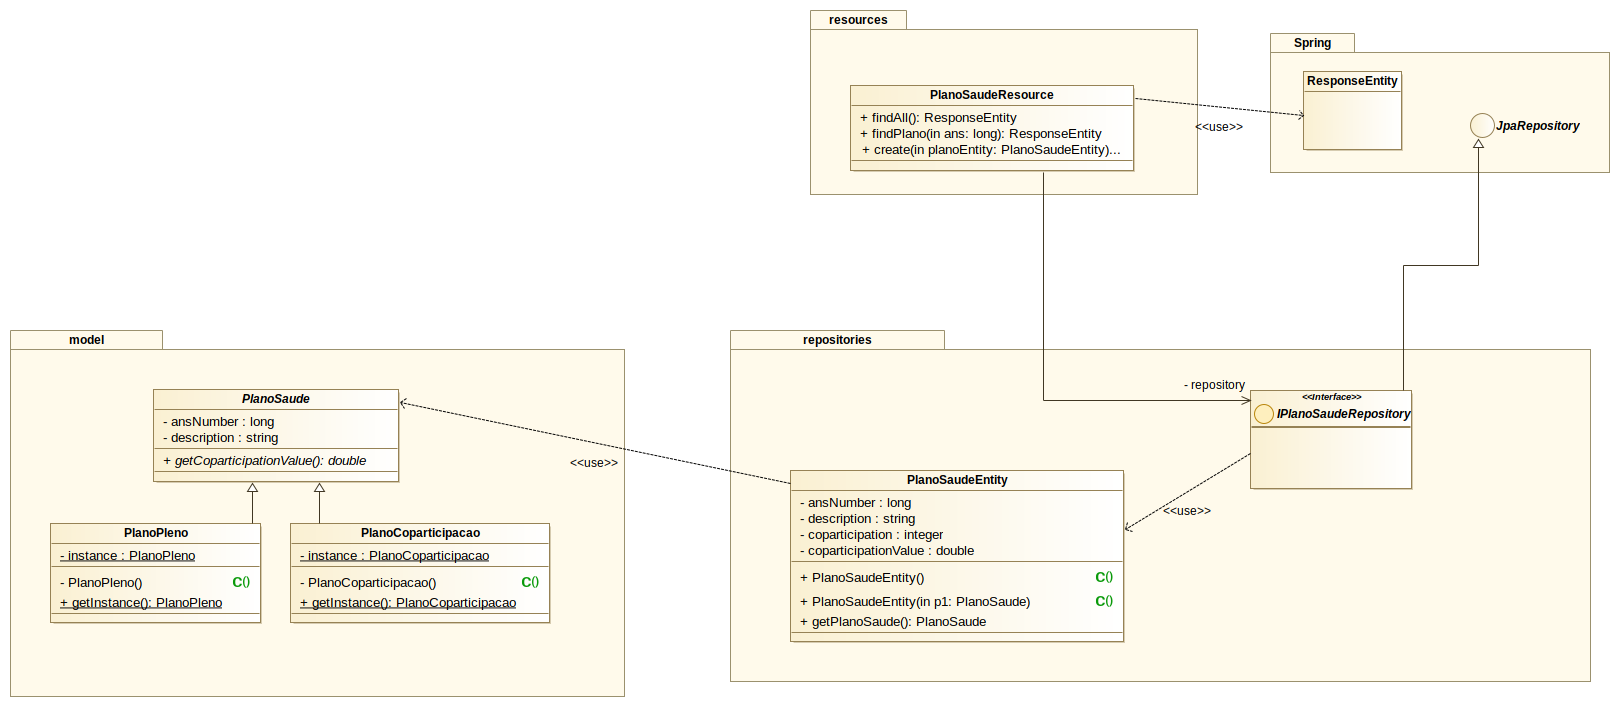 resources
PlanoSaudeResource
+ findAll(): ResponseEntity
+ findPlano(in ans: long): ResponseEntity
+ create(in planoEntity: PlanoSaudeEntity)...
<<use>>
Spring
ResponseEntity
JpaRepository
model
PlanoSaude
- ansNumber : long
- description : string
+ getCoparticipationValue(): double
<<use>>
PlanoPleno
- instance : PlanoPleno
- PlanoPleno() C()
+ getInstance(): PlanoPleno
PlanoCoparticipacao
- instance : PlanoCoparticipacao
- PlanoCoparticipacao() C()
+ getInstance(): PlanoCoparticipacao
repositories
- repository
<<Interface>>
IPlanoSaudeRepository
<<use>>
PlanoSaudeEntity
- ansNumber : long
- description : string
- coparticipation : integer
- coparticipationValue : double
+ PlanoSaudeEntity() C()
+ PlanoSaudeEntity(in p1: PlanoSaude) C()
+ getPlanoSaude(): PlanoSaude